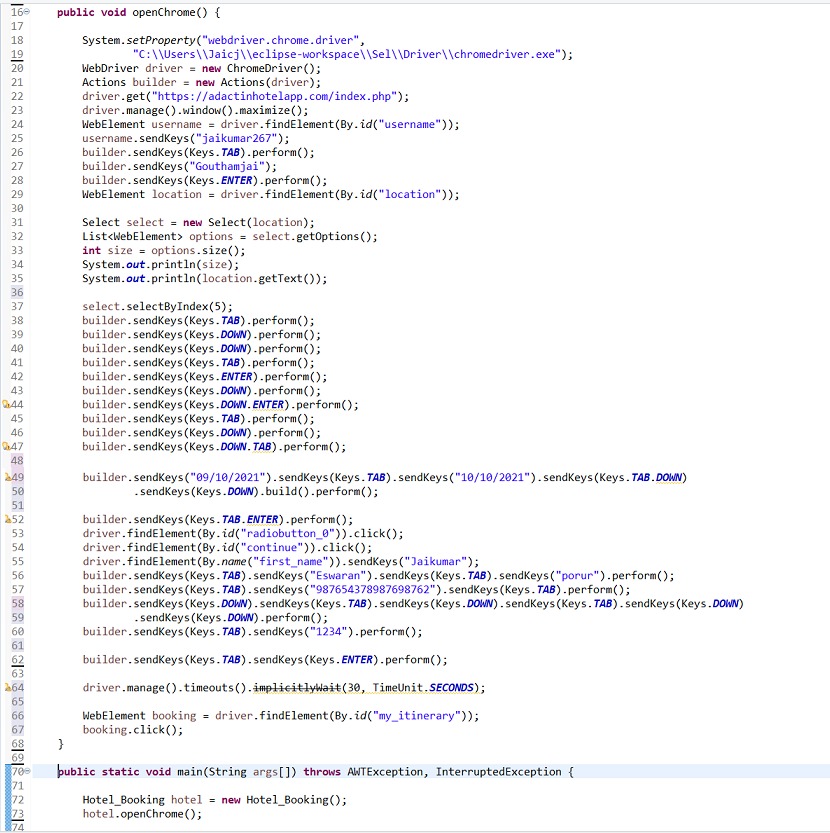 16 public void openChrome() {
17
18 System.setProperty("webdriver.chrome.driver",
19 "C:\\Users\\Jaicj\\eclipse-workspace\\Sel\\Driver\\chromedriver.exe");
20 WebDriver driver = new ChromeDriver();
21 Actions builder = new Actions(driver);
22 driver.get("https://adactinhotelapp.com/index.php");
23 driver.manage().window().maximize();
24 WebElement username = driver.findElement(By.id("username"));
25 username.sendKeys("jaikumar267");
26 builder.sendKeys(Keys.TAB).perform();
27 builder.sendKeys("Gouthamjai");
28 builder.sendKeys(Keys.ENTER).perform();
29 WebElement location = driver.findElement(By.id("location"));
30
31 Select select = new Select(location);
32 List<WebElement> options = select.getOptions();
33 int size = options.size();
34 System.out.println(size);
35 System.out.println(location.getText());
36
37 select.selectByIndex(5);
38 builder.sendKeys(Keys.TAB).perform();
39 builder.sendKeys(Keys.DOWN).perform();
40 builder.sendKeys(Keys.DOWN).perform();
41 builder.sendKeys(Keys.TAB).perform();
42 builder.sendKeys(Keys.ENTER).perform();
43 builder.sendKeys(Keys.DOWN).perform();
44 builder.sendKeys(Keys.DOWN.ENTER).perform();
45 builder.sendKeys(Keys.TAB).perform();
46 builder.sendKeys(Keys.DOWN).perform();
47 builder.sendKeys(Keys.DOWN.TAB).perform();
48
49 builder.sendKeys("09/10/2021").sendKeys(Keys.TAB).sendKeys("10/10/2021").sendKeys(Keys.TAB.DOWN)
50 .sendKeys(Keys.DOWN).build().perform();
51
52 builder.sendKeys(Keys.TAB.ENTER).perform();
53 driver.findElement(By.id("radiobutton_0")).click();
54 driver.findElement(By.id("continue")).click();
55 driver.findElement(By.name("first_name")).sendKeys("Jaikumar");
56 builder.sendKeys(Keys.TAB).sendKeys("Eswaran").sendKeys(Keys.TAB).sendKeys("porur").perform();
57 builder.sendKeys(Keys.TAB).sendKeys("987654378987698762").sendKeys(Keys.TAB).perform();
58 builder.sendKeys(Keys.DOWN).sendKeys(Keys.TAB).sendKeys(Keys.DOWN).sendKeys(Keys.TAB).sendKeys(Keys.DOWN)
59 .sendKeys(Keys.DOWN).perform();
60 builder.sendKeys(Keys.TAB).sendKeys("1234").perform();
61
62 builder.sendKeys(Keys.TAB).sendKeys(Keys.ENTER).perform();
63
64 driver.manage().timeouts().implicitlyWait(30, TimeUnit.SECONDS);
65
66 WebElement booking = driver.findElement(By.id("my_itinerary"));
67 booking.click();
68 }
69
70 public static void main(String args[]) throws AWTException, InterruptedException {
71
72 Hotel_Booking hotel = new Hotel_Booking();
73 hotel.openChrome();
74